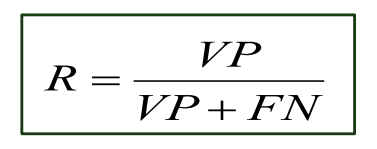 R = VP / (VP + FN)